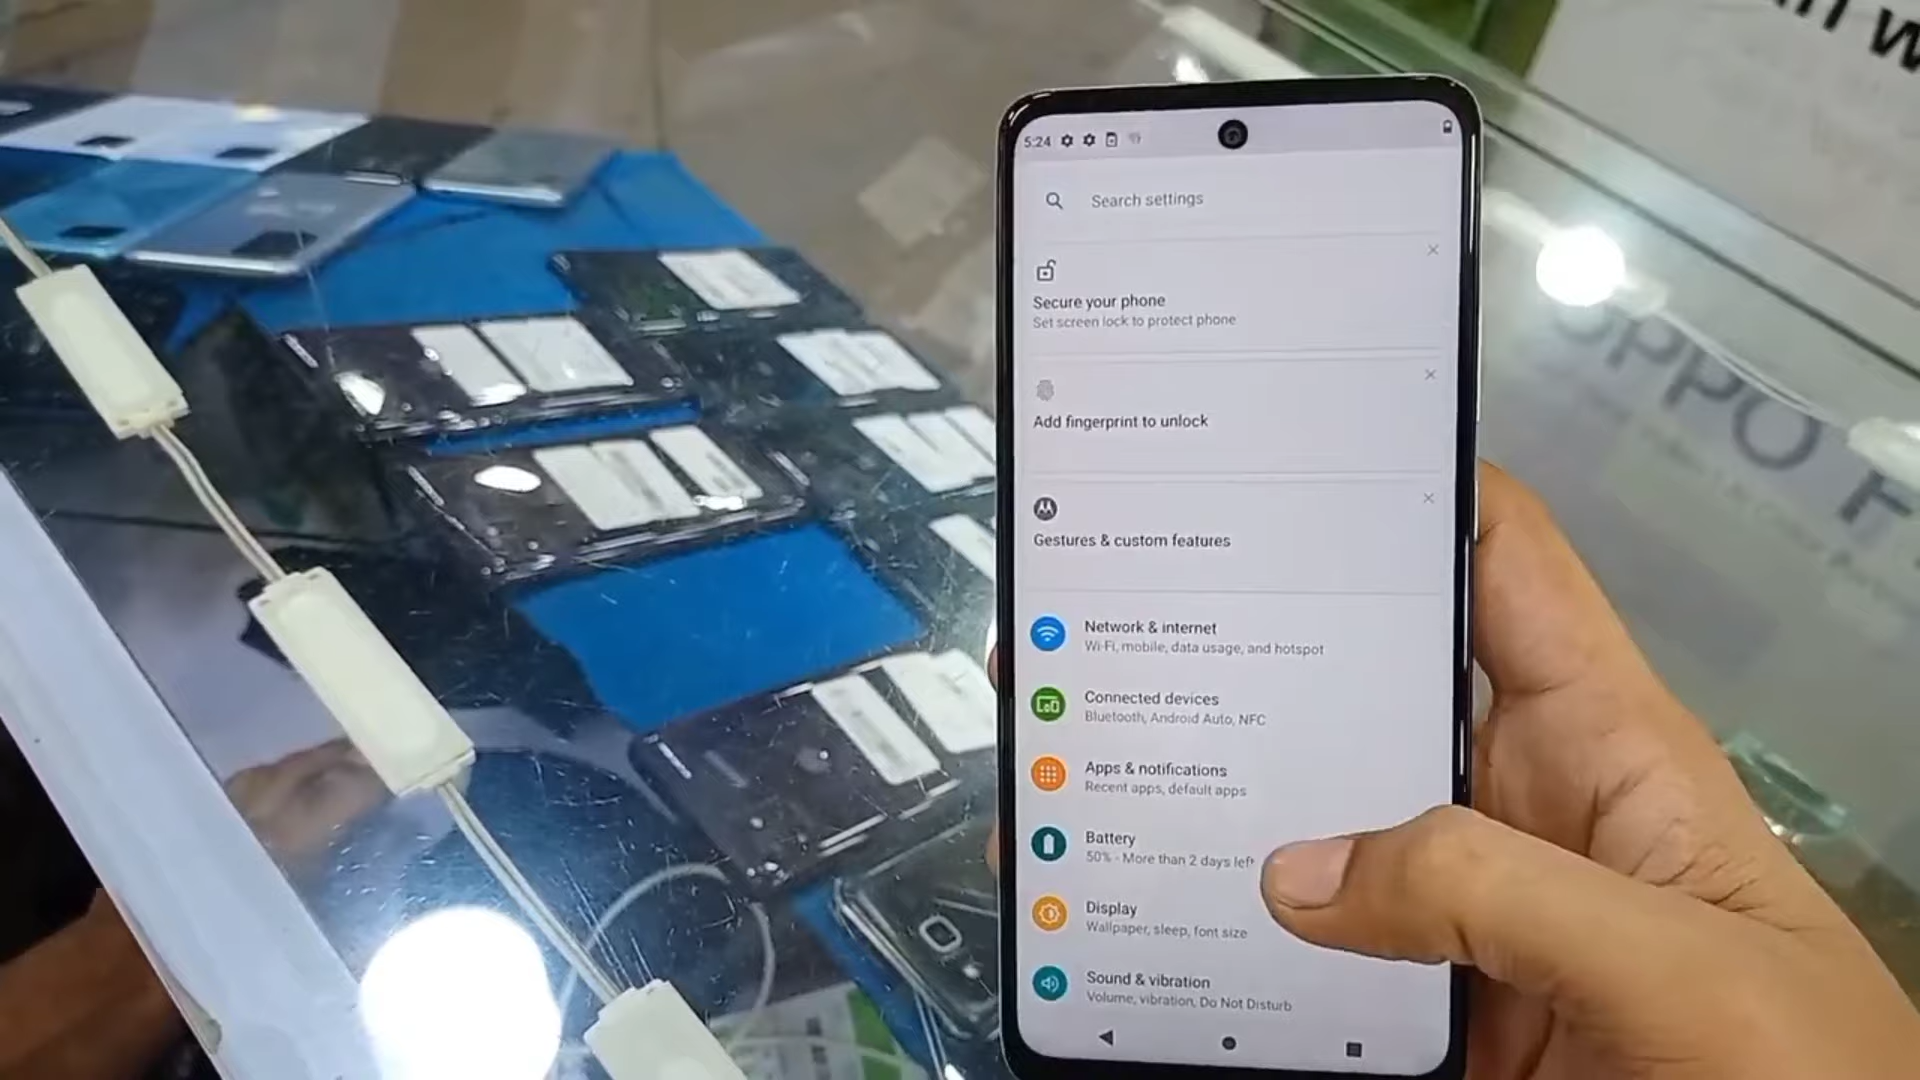 5:24
Search settings
Secure your phone
Set screen lock to protect phone
Add fingerprint to unlock
Gestures & custom features
Network & internet
Wi-Fi, mobile, data usage, and hotspot
Connected devices
Bluetooth, Android Auto, NFC
Apps & notifications
Recent apps, default apps
Battery
50% - More than 2 days left
Display
Wallpaper, sleep, font size
Sound & vibration
Volume, vibration, Do Not Disturb
OPPO F